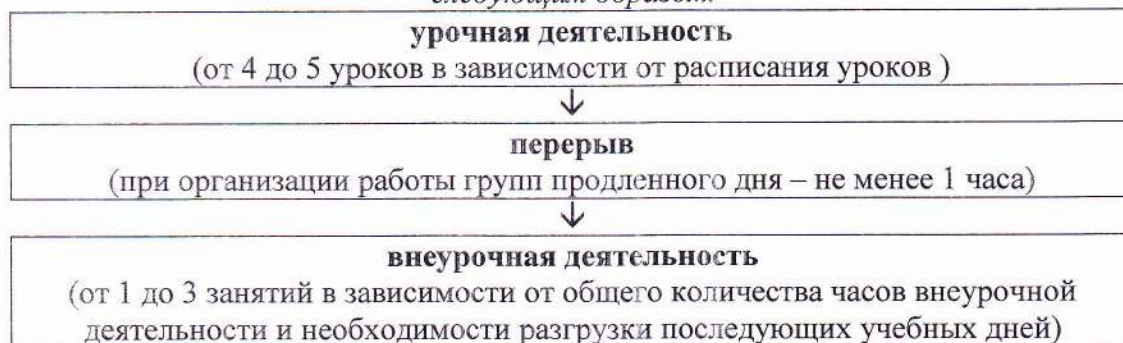 урочная деятельность
(от 4 до 5 уроков в зависимости от расписания уроков )
↓
перерыв
(при организации работы групп продленного дня – не менее 1 часа)
↓
внеурочная деятельность
(от 1 до 3 занятий в зависимости от общего количества часов внеурочной
деятельности и необходимости разгрузки последующих учебных дней)